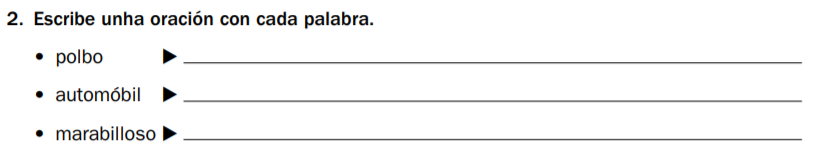 2. Escribe unha oración con cada palabra.
• polbo ▶
• automóbil ▶
• marabilloso ▶